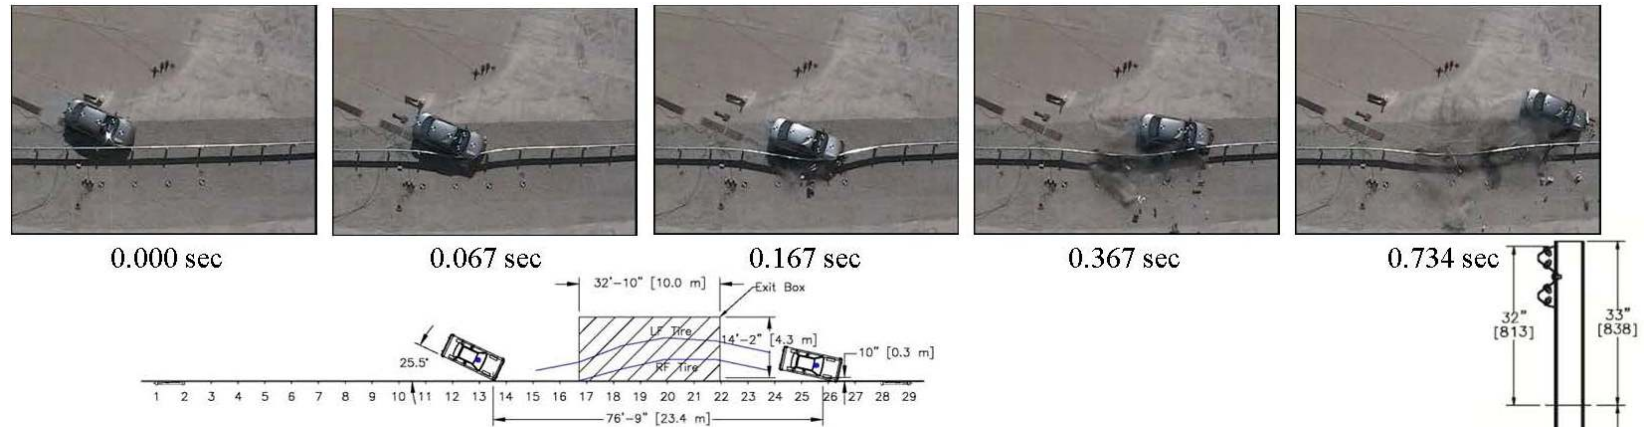 0.000 sec
0.067 sec
0.167 sec
0.367 sec
0.734 sec
32'-10" [10.0 m]
Exit Box
LF Tire
14'-2" [4.3 m]
25.5°
RF Tire
10" [0.3 m]
1 2 3 4 5 6 7 8 9 10 11 12 13 14 15 16 17 18 19 20 21 22 23 24 25 26 27 28 29
76'-9" [23.4 m]
32"
[813]
33"
[838]